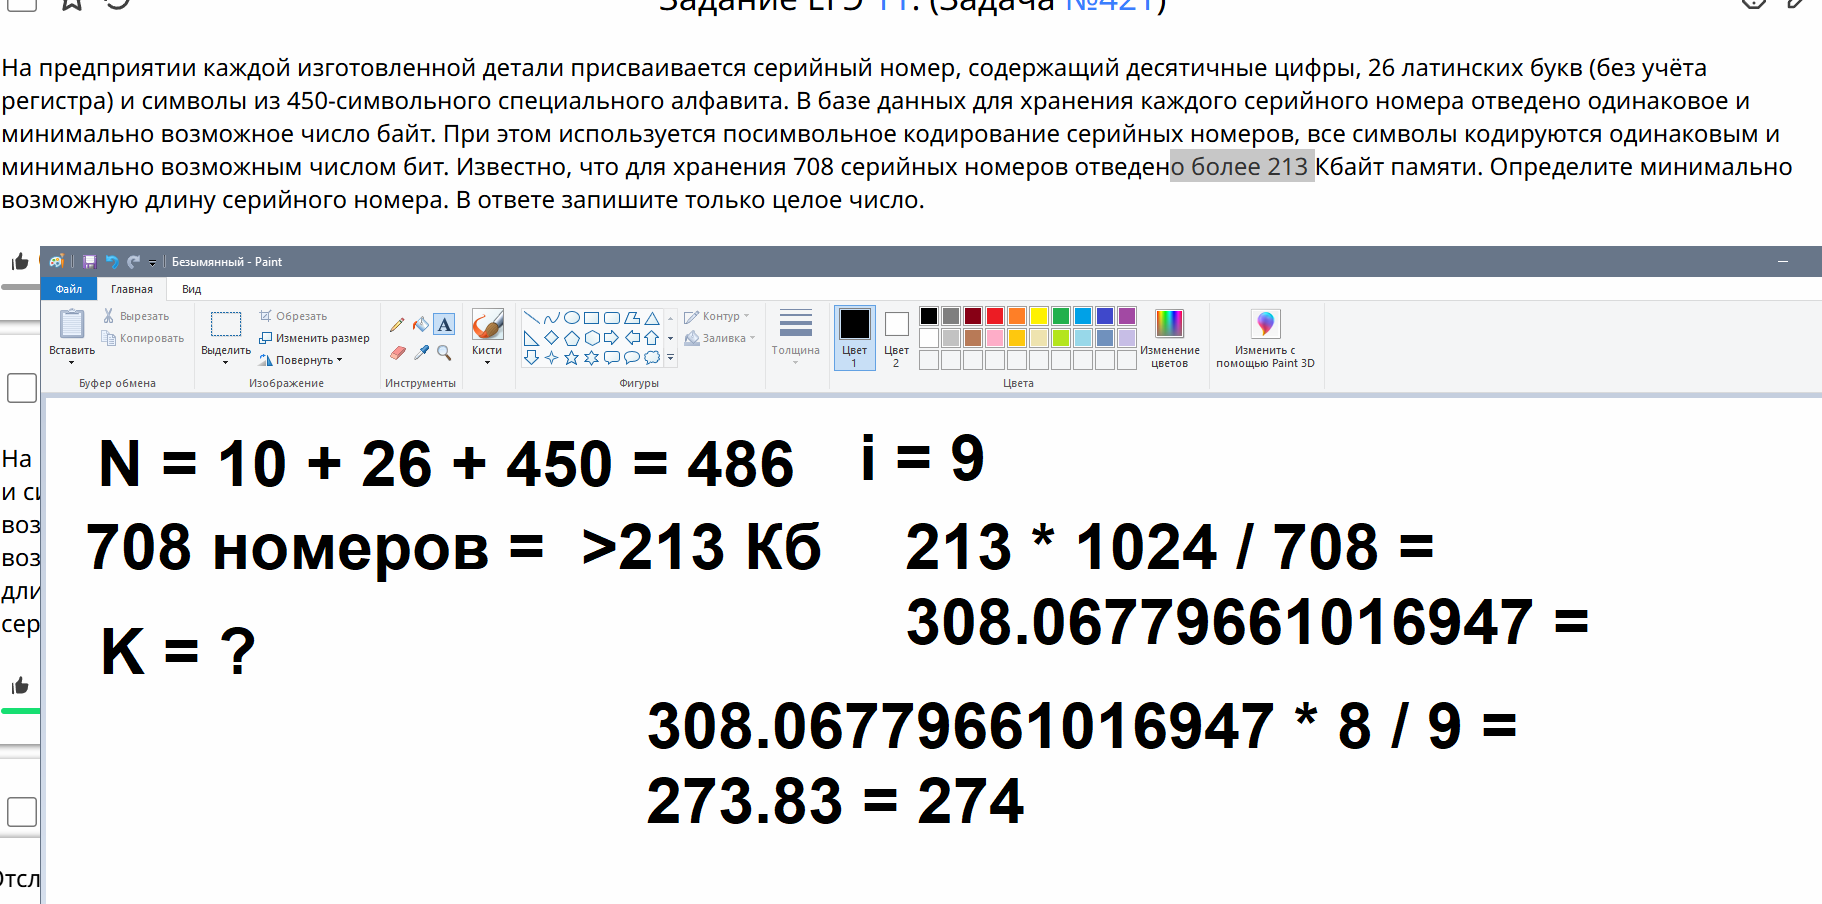 Задание ЕГЭ 11. (Задача №421)
На предприятии каждой изготовленной детали присваивается серийный номер, содержащий десятичные цифры, 26 латинских букв (без учёта
регистра) и символы из 450-символьного специального алфавита. В базе данных для хранения каждого серийного номера отведено одинаковое и
минимально возможное число байт. При этом используется посимвольное кодирование серийных номеров, все символы кодируются одинаковым и
минимально возможным числом бит. Известно, что для хранения 708 серийных номеров отведено более 213 Кбайт памяти. Определите минимально
возможную длину серийного номера. В ответе запишите только целое число.
Безымянный - Paint
Файл Главная Вид
Вставить
Вырезать
Копировать
Буфер обмена
Выделить
Обрезать
Изменить размер
Повернуть
Изображение
Инструменты
Кисти
Контур
Заливка
Фигуры
Толщина
Цвет
1
Цвет
2
Цвета
Изменение
цветов
Изменить с
помощью Paint 3D
На
и
воз
воз
дли
сер
N = 10 + 26 + 450 = 486 i = 9
708 номеров = >213 Кб 213 * 1024 / 708 =
308.06779661016947 =
K = ?
308.06779661016947 * 8 / 9 =
273.83 = 274